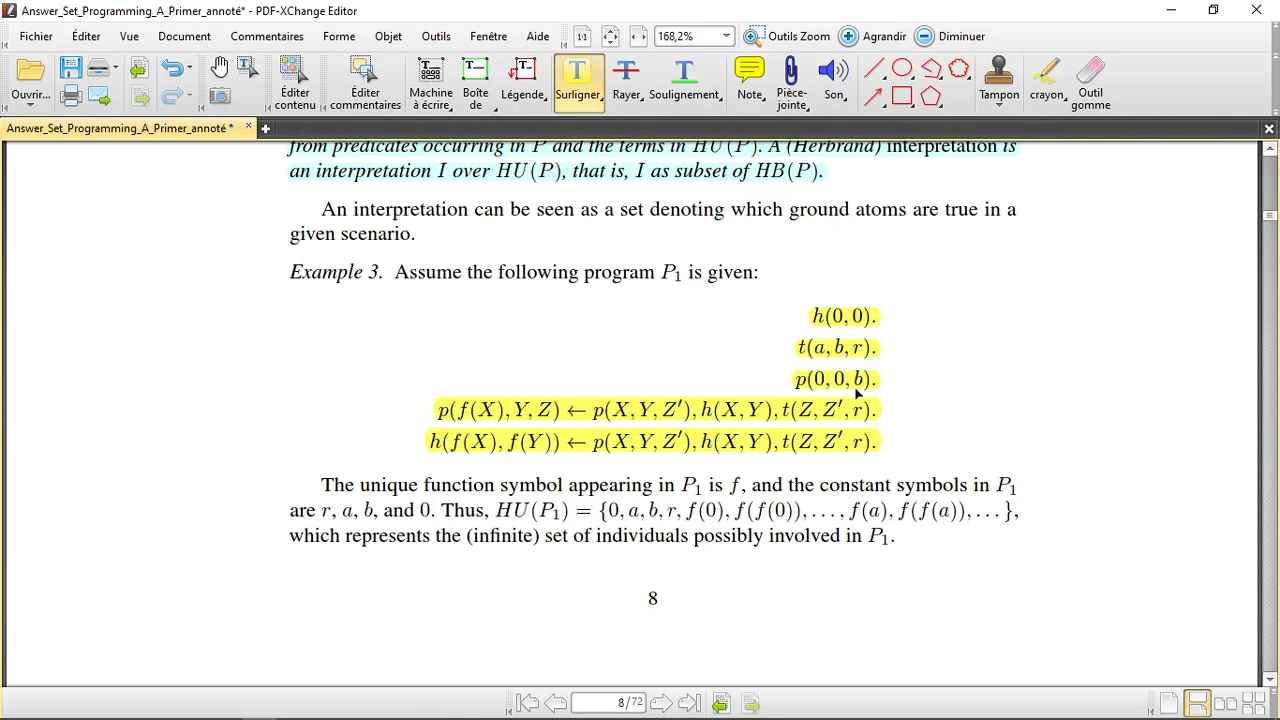 Answer_Set_Programming_A_Primer_annoté* - PDF-XChange Editor
Fichier Éditer Vue Document Commentaires Forme Objet Outils Fenêtre Aide 1:1 168,2% Outils Zoom Agrandir Diminuer
Ouvrir... Éditer contenu Éditer commentaires Machine à écrire Boîte de Légende Surligner Rayer Soulignement Note Pièce-jointe Son Tampon crayon Outil gomme
Answer_Set_Programming_A_Primer_annoté *
from predicates occurring in P and the terms in HU(P). A (Herbrand) interpretation is
an interpretation I over HU(P), that is, I as subset of HB(P).
An interpretation can be seen as a set denoting which ground atoms are true in a
given scenario.
Example 3. Assume the following program P₁ is given:
h(0, 0).
t(a, b, r).
p(0, 0, b).
p(f(X), Y, Z) ← p(X, Y, Z′), h(X, Y), t(Z, Z′, r).
h(f(X), f(Y)) ← p(X, Y, Z′), h(X, Y), t(Z, Z′, r).
The unique function symbol appearing in P₁ is f, and the constant symbols in P₁
are r, a, b, and 0. Thus, HU(P₁) = {0, a, b, r, f(0), f(f(0)), . . . , f(a), f(f(a)), . . . },
which represents the (infinite) set of individuals possibly involved in P₁.
8
8/72